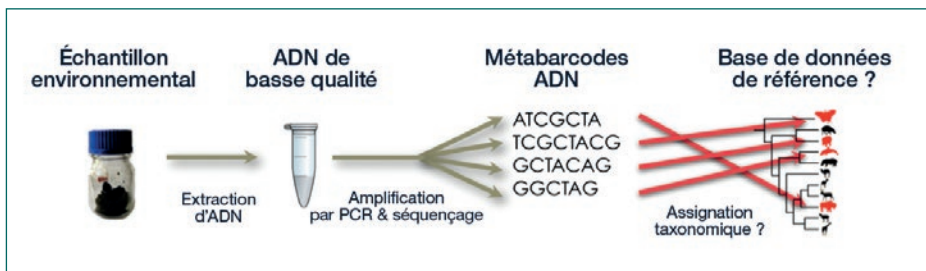 Échantillon
environnemental
ADN de
basse qualité
Métabarcodes
ADN
Base de données
de référence ?
Extraction
d'ADN
Amplification
par PCR & séquençage
ATCGCTA
TCGCTACG
GCTACAG
GGCTAG
Assignation
taxonomique ?